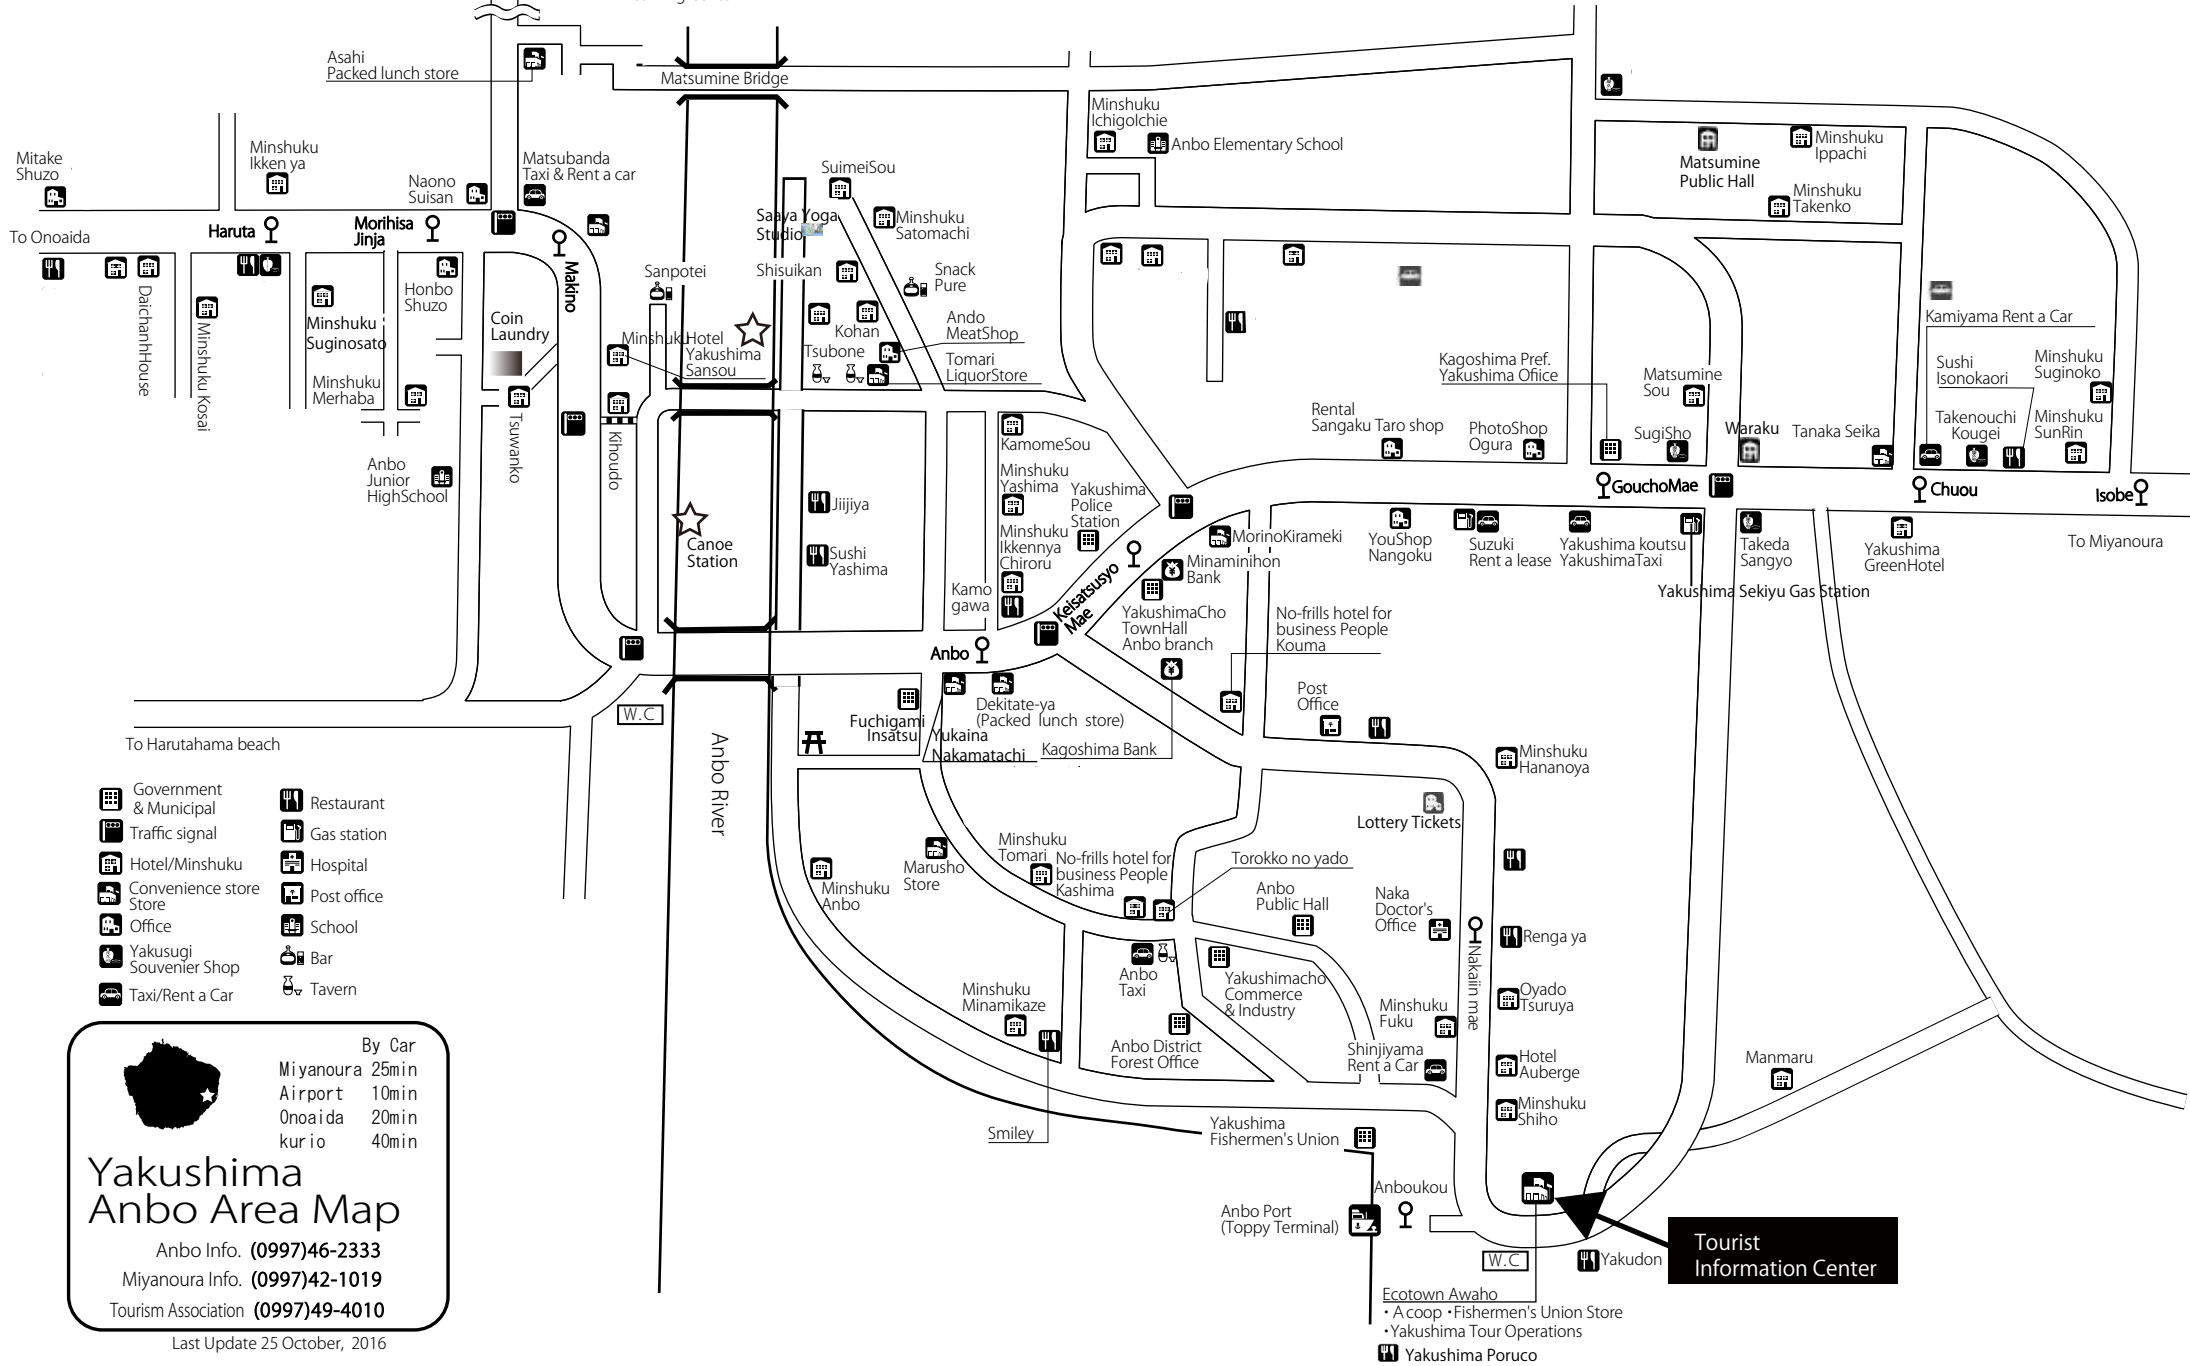 Asahi
Packed lunch store
Matsumine Bridge
Minshuku
Ichigolchie
Anbo Elementary School
Matsumine
Public Hall
Minshuku
Ippachi
Minshuku
Takenko
Mitake
Shuzo
Minshuku
Ikken ya
Naono
Suisan
Matsubanda
Taxi & Rent a car
SuimeiSou
Saaya Yoga
Studio
Minshuku
Satomachi
To Onoaida
Haruta
Morihisa
Jinja
Makino
Sanpotei
Shisuikan
Snack
Pure
DaichanhHouse
Minshuku Kosai
Minshuku
Suginosato
Honbo
Shuzo
Coin
Laundry
Minshuku
Hotel
Yakushima
Sansou
Kohan
Tsubone
Ando
MeatShop
Tomari
LiquorStore
Minshuku
Merhaba
Tsuwanko
Kihoudo
Anbo
Junior
HighSchool
KamomeSou
Minshuku
Yashima
Yakushima
Police
Station
Minshuku
Ikkennya
Chiroru
Jiijiya
Sushi
Yashima
Canoe
Station
Kamo
gawa
Keisatsusyo
Mae
Anbo
Kagoshima Pref.
Yakushima Ofiice
Rental
Sangaku Taro shop
PhotoShop
Ogura
Matsumine
Sou
SugiSho
Waraku
Tanaka Seika
Kamiyama Rent a Car
Sushi
Isonokaori
Takenouchi
Kougei
Minshuku
Suginoko
Minshuku
SunRin
GouchoMae
Chuou
Isobe
To Miyanoura
MorinoKirameki
Minaminihon
Bank
YakushimaCho
TownHall
Anbo branch
YouShop
Nangoku
Suzuki
Rent a lease
Yakushima koutsu
YakushimaTaxi
Takeda
Sangyo
Yakushima
GreenHotel
Yakushima Sekiyu Gas Station
No-frills hotel for
business People
Kouma
Post
Office
W.C
To Harutahama beach
Anbo River
Fuchigami
Insatsu
Dekitate-ya
(Packed lunch store)
Yukaina
Nakamatachi
Kagoshima Bank
Minshuku
Hananoya
Lottery Tickets
Minshuku
Anbo
Marusho
Store
Minshuku
Tomari
No-frills hotel for
business People
Kashima
Torokko no yado
Anbo
Public Hall
Naka
Doctor's
Office
Nakaiin mae
Renga ya
Anbo
Taxi
Yakushimacho
Commerce
& Industry
Minshuku
Minamikaze
Anbo District
Forest Office
Minshuku
Fuku
Shinjiyama
Rent a Car
Oyado
Tsuruya
Hotel
Auberge
Minshuku
Shiho
Manmaru
Smiley
Yakushima
Fishermen's Union
Anbo Port
(Toppy Terminal)
Anboukou
W.C
Yakudon
Tourist
Information Center
Ecotown Awaho
・A coop ・Fishermen's Union Store
・Yakushima Tour Operations
Yakushima Poruco
Government
& Municipal
Traffic signal
Hotel/Minshuku
Convenience store
Store
Office
Yakusugi
Souvenier Shop
Taxi/Rent a Car
Restaurant
Gas station
Hospital
Post office
School
Bar
Tavern
By Car
Miyanoura 25min
Airport 10min
Onoaida 20min
kurio 40min
Yakushima
Anbo Area Map
Anbo Info. (0997)46-2333
Miyanoura Info. (0997)42-1019
Tourism Association (0997)49-4010
Last Update 25 October, 2016